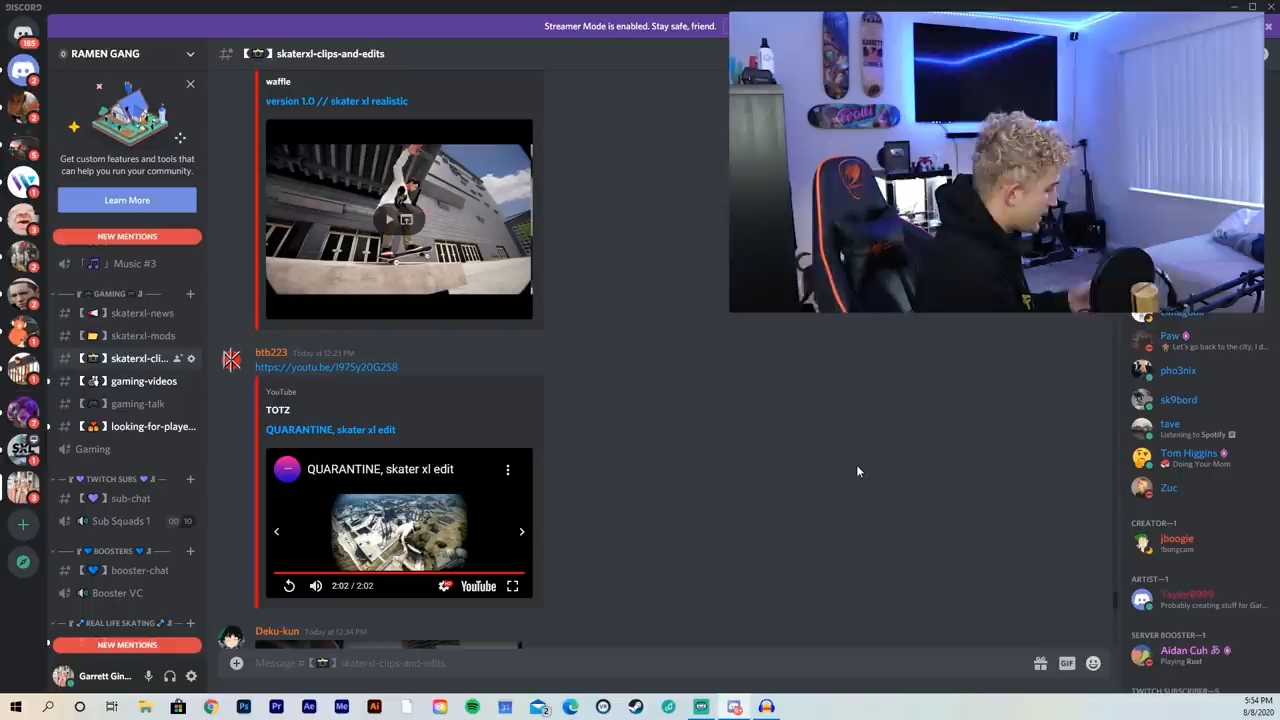 DISCORD
Streamer Mode is enabled. Stay safe, friend.
185
RAMEN GANG
skaterxl-clips-and-edits
Get custom features and tools that
can help you run your community.
Learn More
NEW MENTIONS
Music #3
GAMING
skaterxl-news
skaterxl-mods
skaterxl-cli...
gaming-videos
gaming-talk
looking-for-playe...
Gaming
TWITCH SUBS
sub-chat
Sub Squads 1 00 10
BOOSTERS
booster-chat
Booster VC
REAL LIFE SKATING
NEW MENTIONS
Garrett Gin...
waffle
version 1.0 // skater xl realistic
btb223 Today at 12:23 PM
https://youtu.be/I97Sy20G2S8
YouTube
TOTZ
QUARANTINE, skater xl edit
QUARANTINE, skater xl edit
2:02 / 2:02
YouTube
Deku-kun Today at 12:34 PM
Message # skaterxl-clips-and-edits
GIF
Paw
Let's go back to the city, I d...
pho3nix
sk9bord
tave
Listening to Spotify
Tom Higgins
Doing Your Mom
Zuc
CREATOR—1
jboogie
!bongcam
ARTIST—1
Taylor8999
Probably creating stuff for Gar...
SERVER BOOSTER—1
Aidan Cuh あ
Playing Rust
TWITCH SUBSCRIBER—5
5:54 PM
8/8/2020